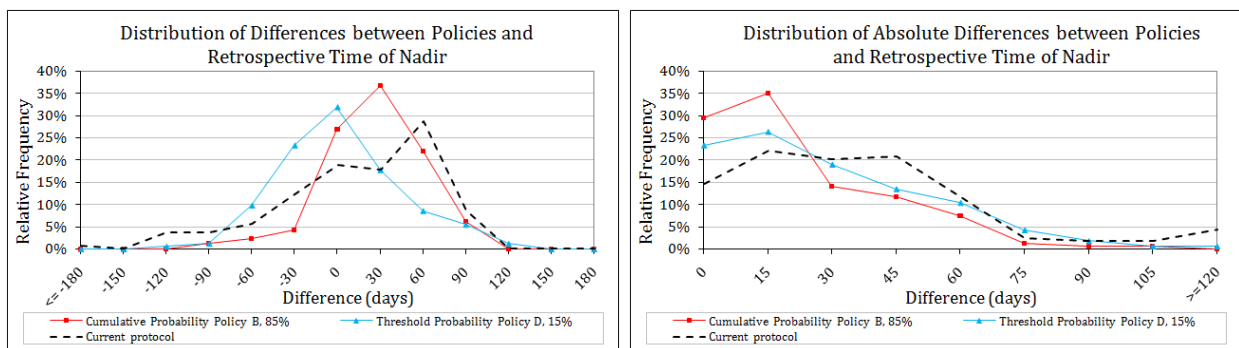 Distribution of Differences between Policies and
Retrospective Time of Nadir
40%
35%
30%
25%
20%
15%
10%
5%
0%
Relative Frequency
<=-180
-150
-120
-90
-60
-30
0
30
60
90
120
150
180
Difference (days)
Cumulative Probability Policy B, 85%
Threshold Probability Policy D, 15%
Current protocol
Distribution of Absolute Differences between Policies
and Retrospective Time of Nadir
40%
35%
30%
25%
20%
15%
10%
5%
0%
Relative Frequency
0
15
30
45
60
75
90
105
>=120
Difference (days)
Cumulative Probability Policy B, 85%
Threshold Probability Policy D, 15%
Current protocol